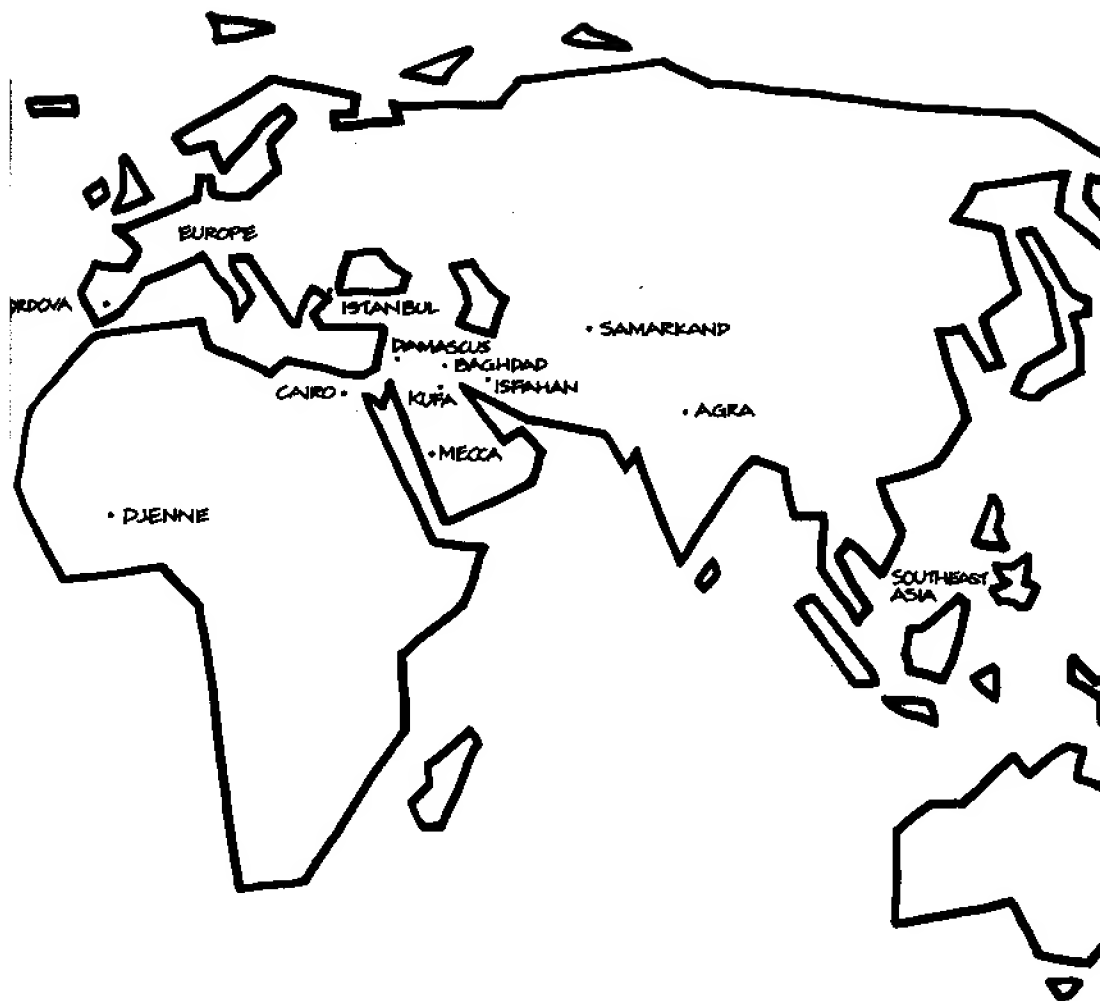 EUROPE
RDOVA
ISTANBUL
SAMARKAND
DAMASCUS
BAGHDAD
ISFAHAN
CAIRO
KUFA
AGRA
MECCA
DJENNE
SOUTHEAST
ASIA